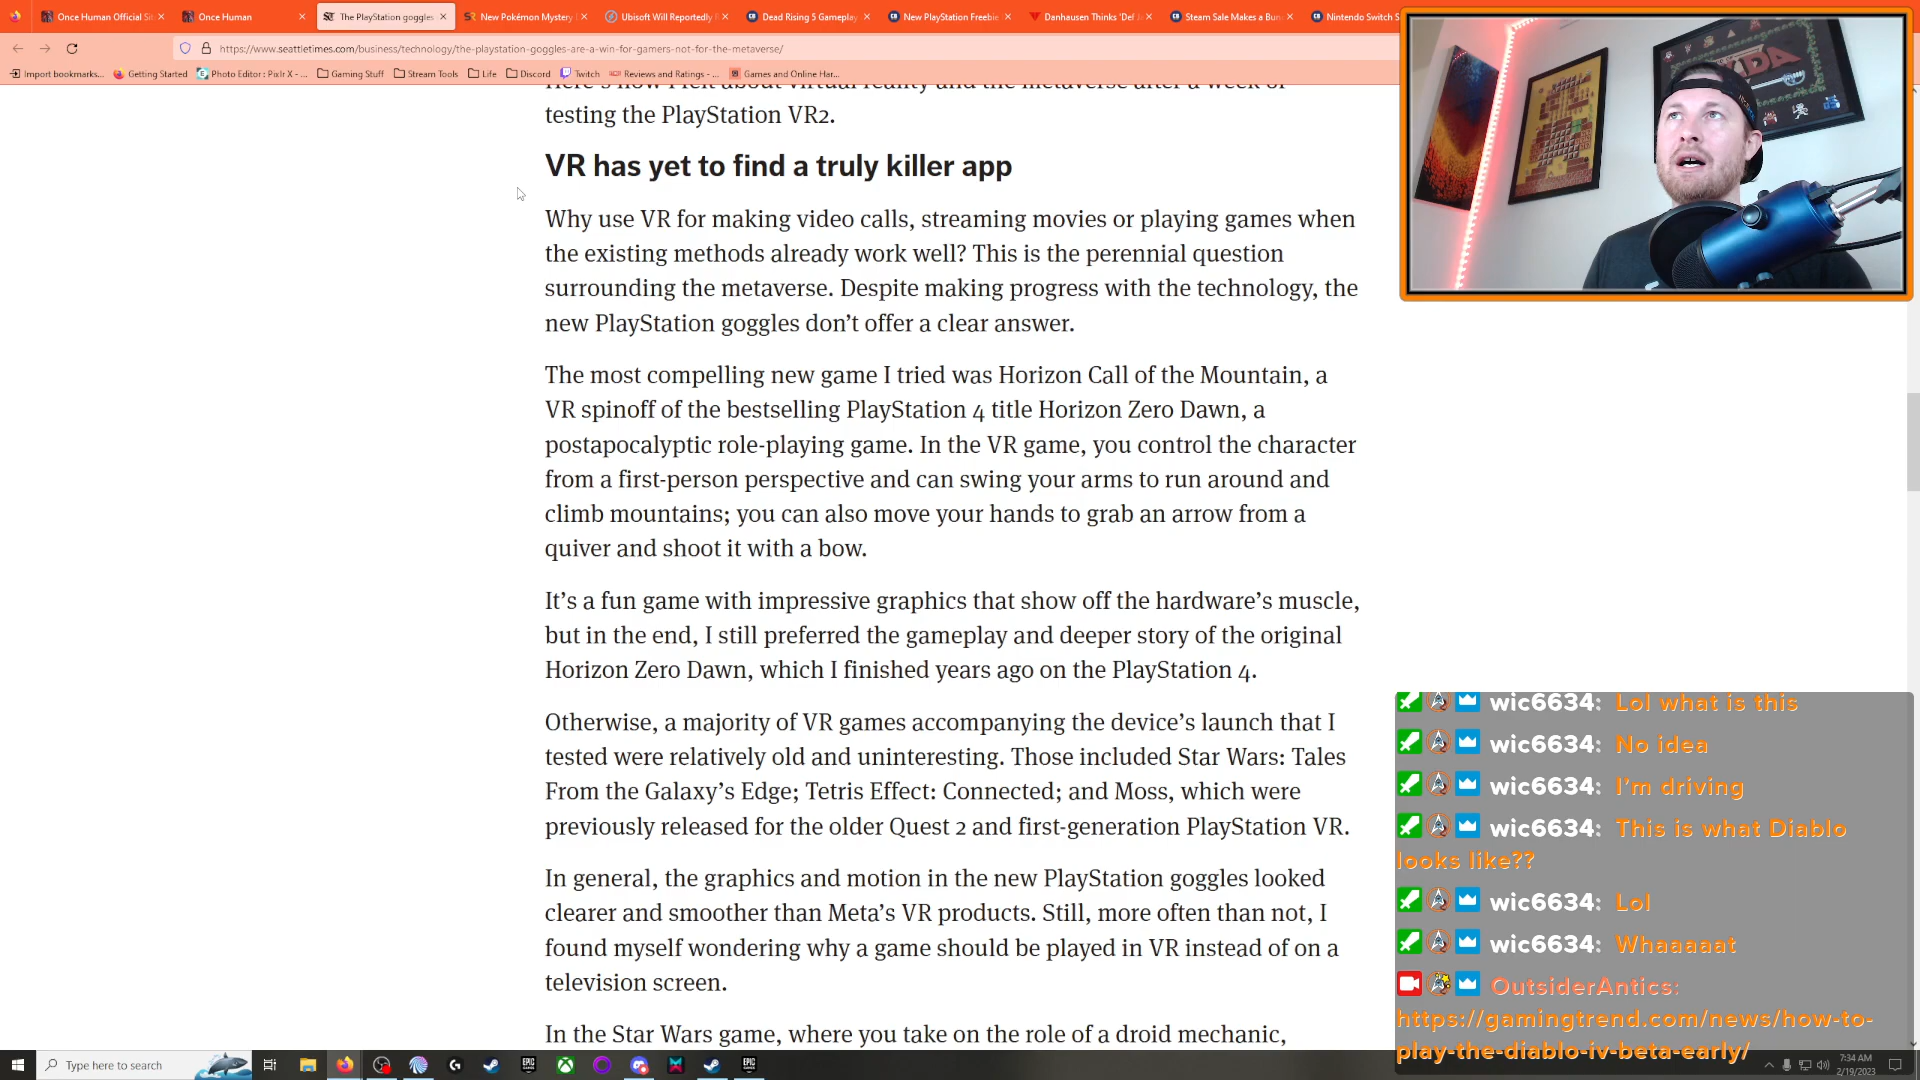 Once Human Official Sit
Once Human
The PlayStation goggles
New Pokémon Mystery
Ubisoft Will Reportedly
Dead Rising 5 Gameplay
New PlayStation Freebie
Danhausen Thinks 'Del
Steam Sale Makes a Bun
Nintendo Switch S
https://www.seattletimes.com/business/technology/the-playstation-goggles-are-a-win-for-gamers-not-for-the-metaverse/
Import bookmarks...
Getting Started
Photo Editor : Pixlr X - ...
Gaming Stuff
Stream Tools
Life
Discord
Twitch
Reviews and Ratings - ...
Games and Online Har...
Here's how I felt about virtual reality and the metaverse after a week of
testing the PlayStation VR2.
VR has yet to find a truly killer app
Why use VR for making video calls, streaming movies or playing games when
the existing methods already work well? This is the perennial question
surrounding the metaverse. Despite making progress with the technology, the
new PlayStation goggles don't offer a clear answer.
The most compelling new game I tried was Horizon Call of the Mountain, a
VR spinoff of the bestselling PlayStation 4 title Horizon Zero Dawn, a
postapocalyptic role-playing game. In the VR game, you control the character
from a first-person perspective and can swing your arms to run around and
climb mountains; you can also move your hands to grab an arrow from a
quiver and shoot it with a bow.
It's a fun game with impressive graphics that show off the hardware's muscle,
but in the end, I still preferred the gameplay and deeper story of the original
Horizon Zero Dawn, which I finished years ago on the PlayStation 4.
Otherwise, a majority of VR games accompanying the device's launch that I
tested were relatively old and uninteresting. Those included Star Wars: Tales
From the Galaxy's Edge; Tetris Effect: Connected; and Moss, which were
previously released for the older Quest 2 and first-generation PlayStation VR.
In general, the graphics and motion in the new PlayStation goggles looked
clearer and smoother than Meta's VR products. Still, more often than not, I
found myself wondering why a game should be played in VR instead of on a
television screen.
In the Star Wars game, where you take on the role of a droid mechanic,
wic6634: Lol what is this
wic6634: No idea
wic6634: I'm driving
wic6634: This is what Diablo
looks like??
wic6634: Lol
wic6634: Whaaaaat
OutsiderAntics:
https://gamingtrend.com/news/how-to-
play-the-diablo-iv-beta-early/
Type here to search
7:34 AM
2/19/2023